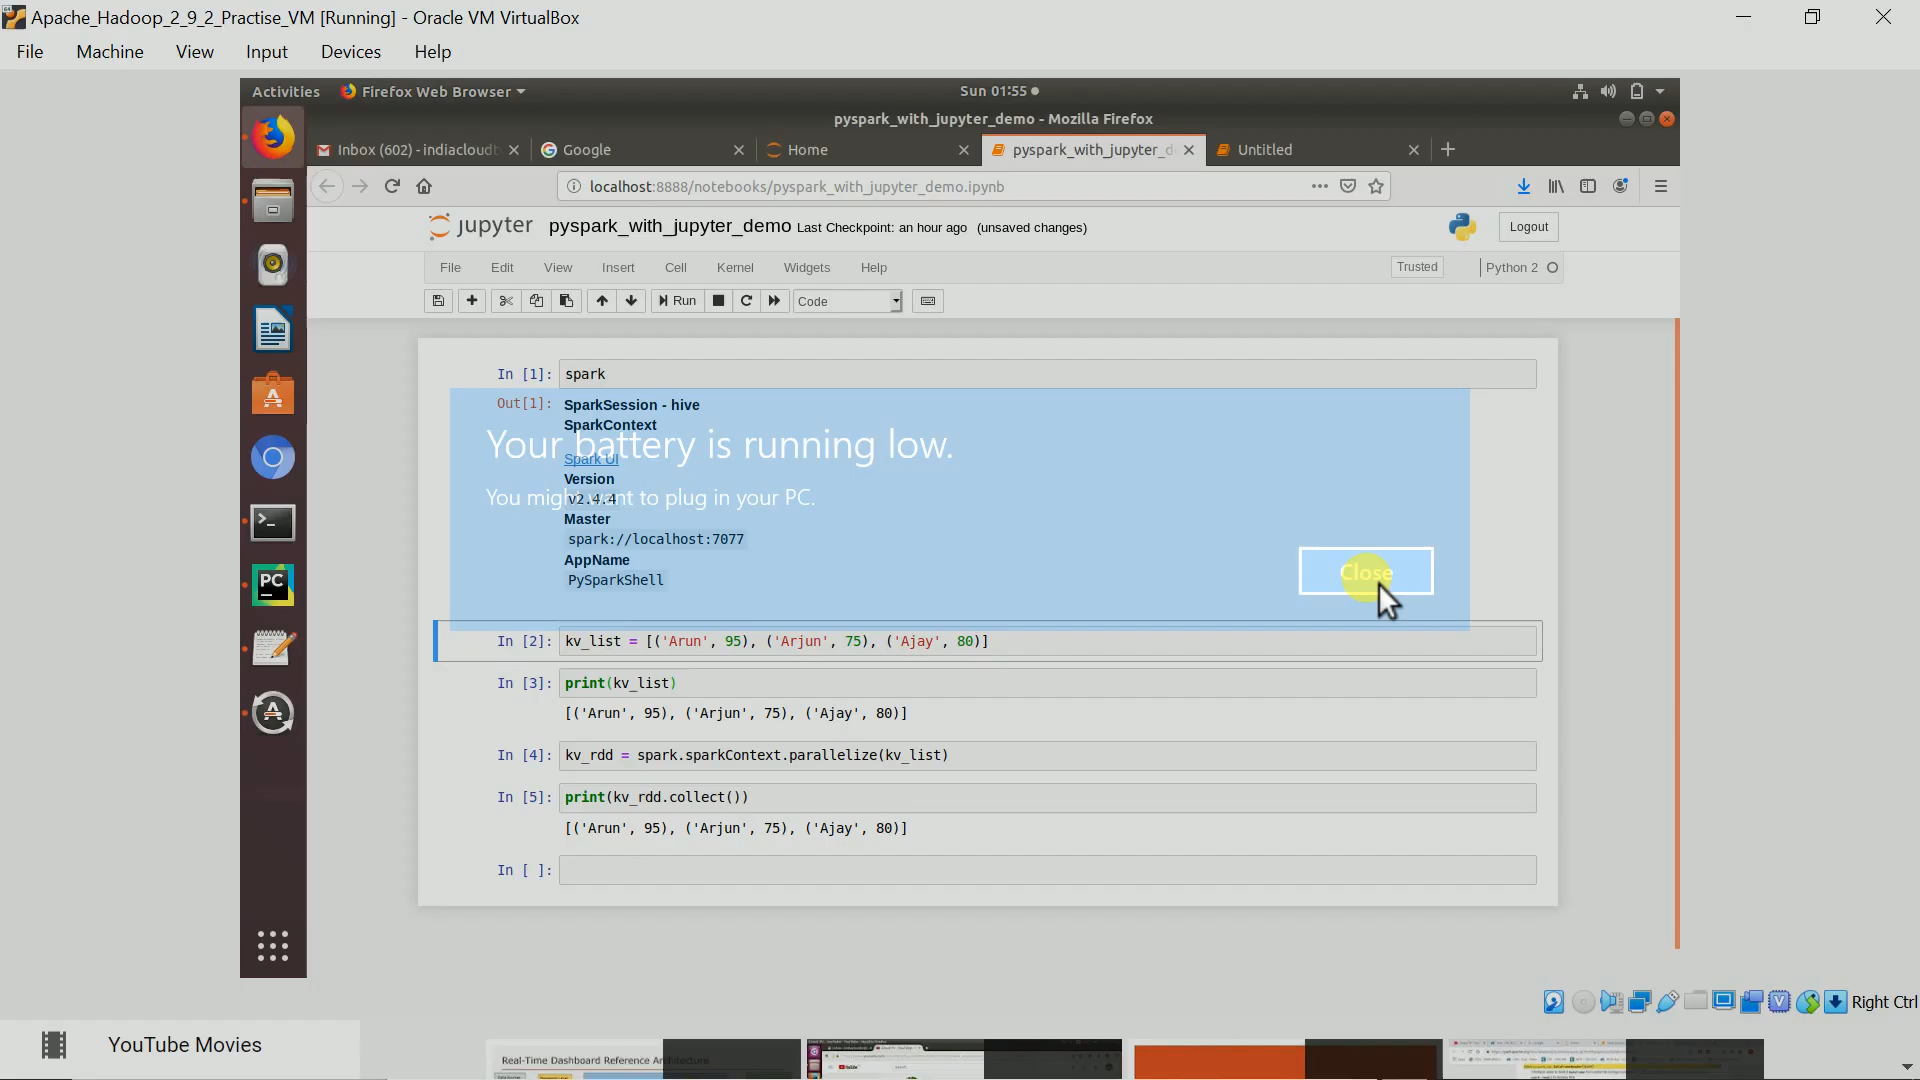 Apache_Hadoop_2_9_2_Practise_VM [Running] - Oracle VM VirtualBox
File Machine View Input Devices Help
Activities Firefox Web Browser Sun 01:55
pyspark_with_jupyter_demo - Mozilla Firefox
Inbox (602) - indiacloudt Google Home pyspark_with_jupyter_d Untitled
localhost:8888/notebooks/pyspark_with_jupyter_demo.ipynb
jupyter pyspark_with_jupyter_demo Last Checkpoint: an hour ago (unsaved changes) Logout
File Edit View Insert Cell Kernel Widgets Help Trusted Python 2
Run Code
In [1]: spark
Out[1]: SparkSession - hive
SparkContext
Your battery is running low.
Spark UI
Version
v2.4.4
You might want to plug in your PC.
Master
spark://localhost:7077
AppName
Close
PySparkShell
In [2]: kv_list = [('Arun', 95), ('Arjun', 75), ('Ajay', 80)]
In [3]: print(kv_list)
[('Arun', 95), ('Arjun', 75), ('Ajay', 80)]
In [4]: kv_rdd = spark.sparkContext.parallelize(kv_list)
In [5]: print(kv_rdd.collect())
[('Arun', 95), ('Arjun', 75), ('Ajay', 80)]
In [ ]:
Right Ctrl
YouTube Movies
Real-Time Dashboard Reference Architecture